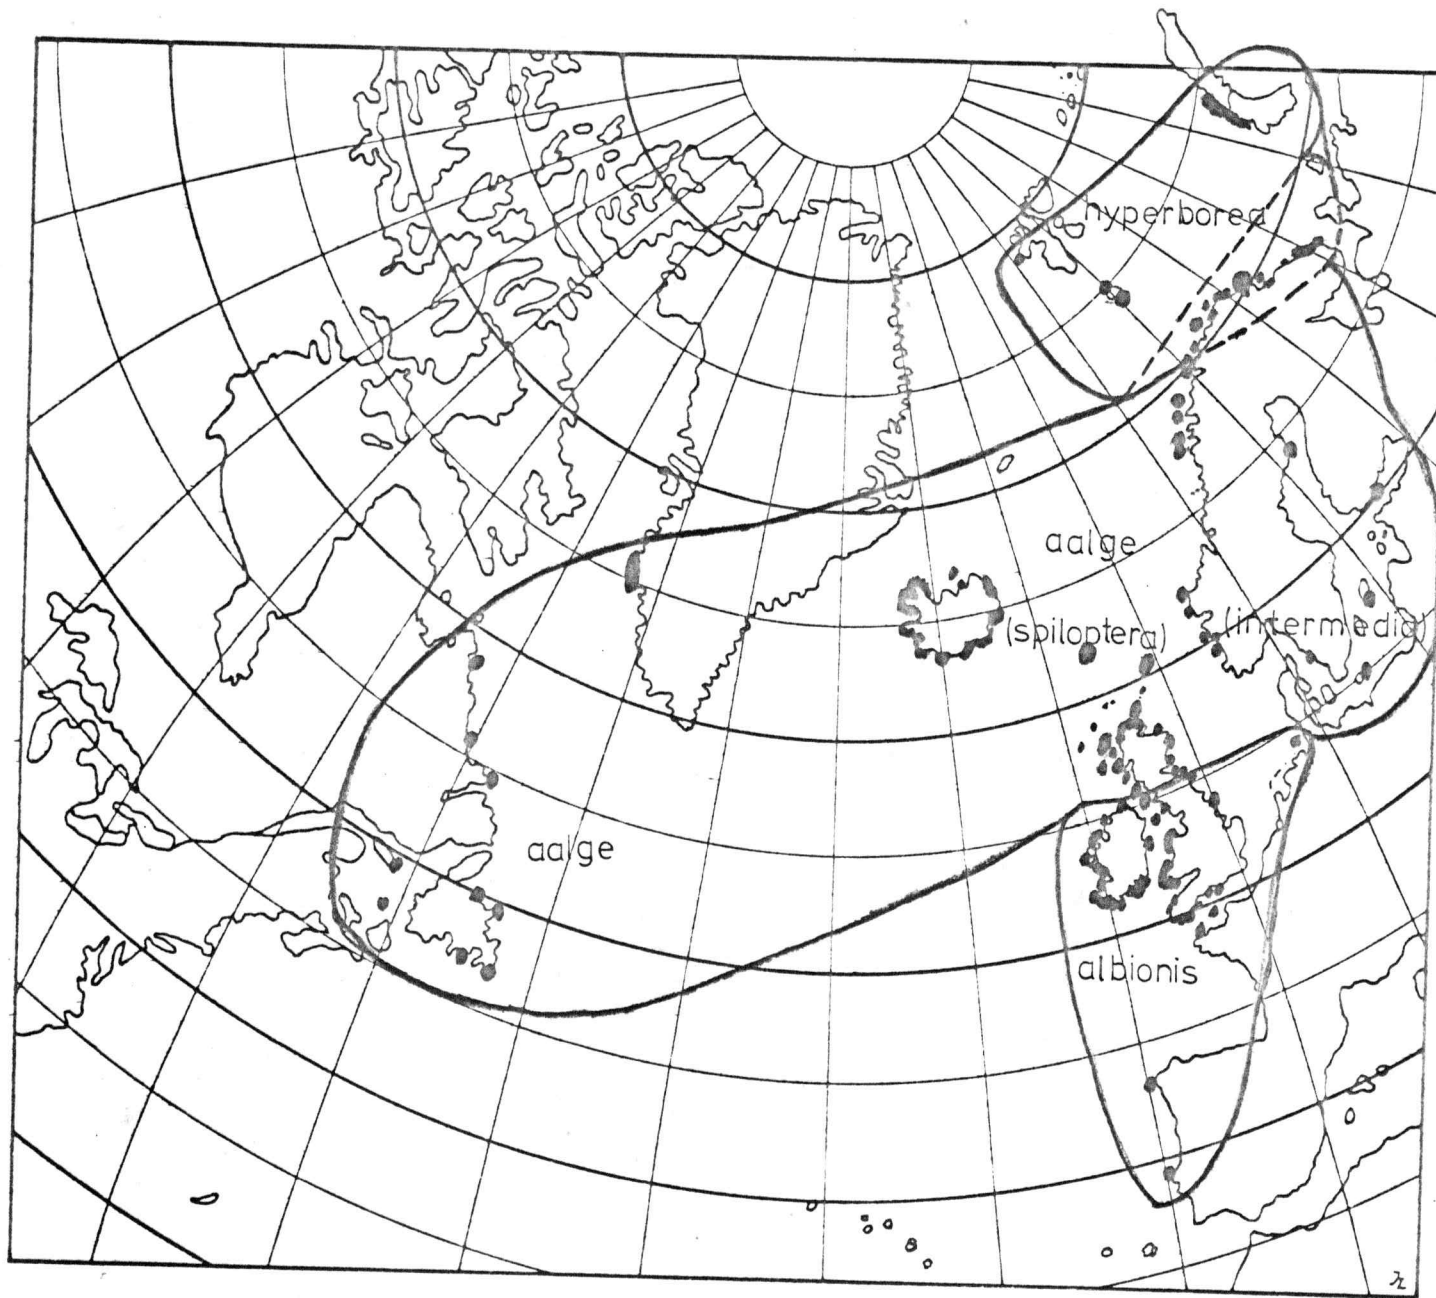 hyperborea
aalge
(spiloptera)
(intermedia)
aalge
albionis